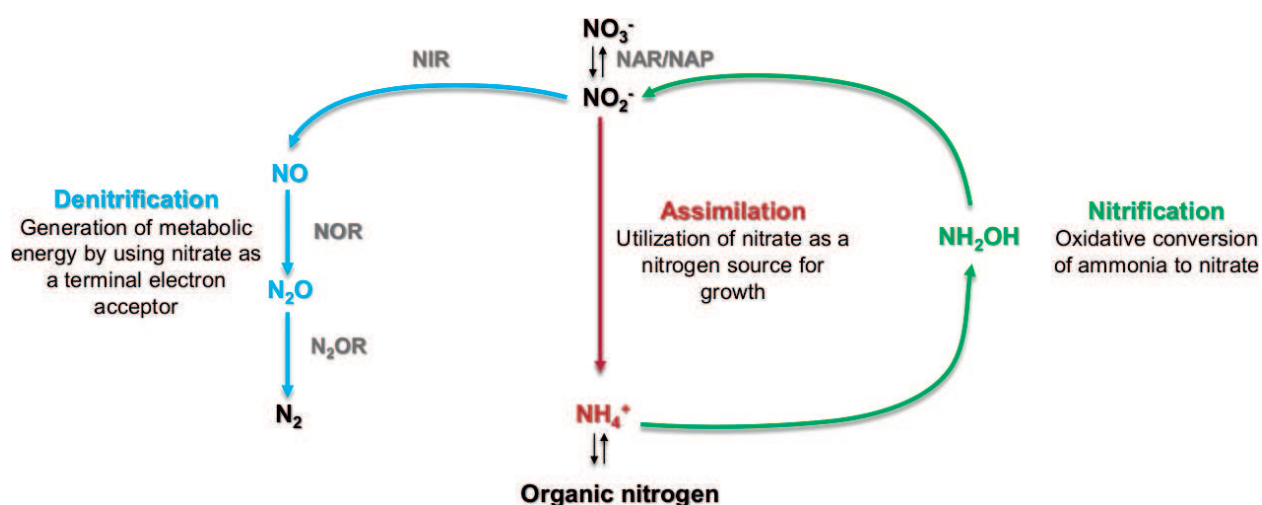 NO₃⁻
NIR
NAR/NAP
NO₂⁻
NO
Denitrification
Generation of metabolic
energy by using nitrate as
a terminal electron
acceptor
NOR
N₂O
N₂OR
N₂
Assimilation
Utilization of nitrate as a
nitrogen source for
growth
NH₂OH
Nitrification
Oxidative conversion
of ammonia to nitrate
NH₄⁺
Organic nitrogen